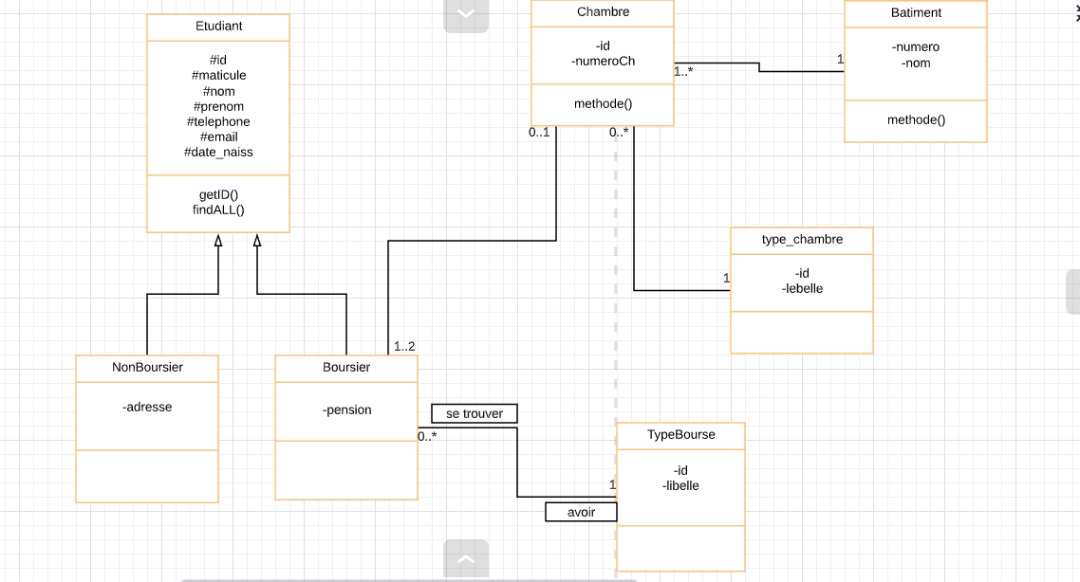 Etudiant
#id
#maticule
#nom
#prenom
#telephone
#email
#date_naiss
getID()
findALL()
Chambre
-id
-numeroCh
methode()
1..*
1
Batiment
-numero
-nom
methode()
0..1
0..*
type_chambre
-id
-lebelle
1
1..2
NonBoursier
-adresse
Boursier
-pension
se trouver
0..*
TypeBourse
-id
-libelle
1
avoir